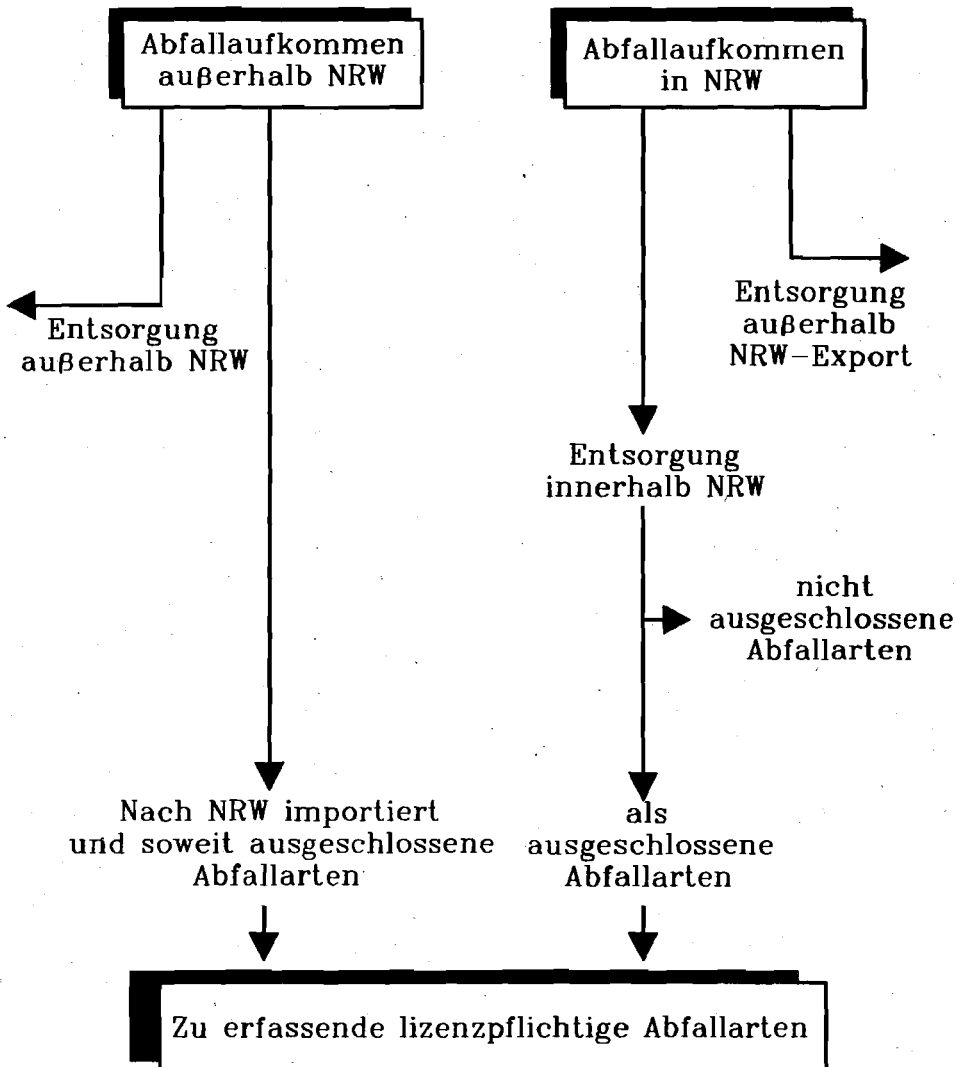 Abfallaufkommen
außerhalb NRW
Abfallaufkommen
in NRW
Entsorgung
außerhalb NRW
Entsorgung
außerhalb
NRW-Export
Entsorgung
innerhalb NRW
nicht
ausgeschlossene
Abfallarten
Nach NRW importiert
und soweit ausgeschlossene
Abfallarten
als
ausgeschlossene
Abfallarten
Zu erfassende lizenzpflichtige Abfallarten